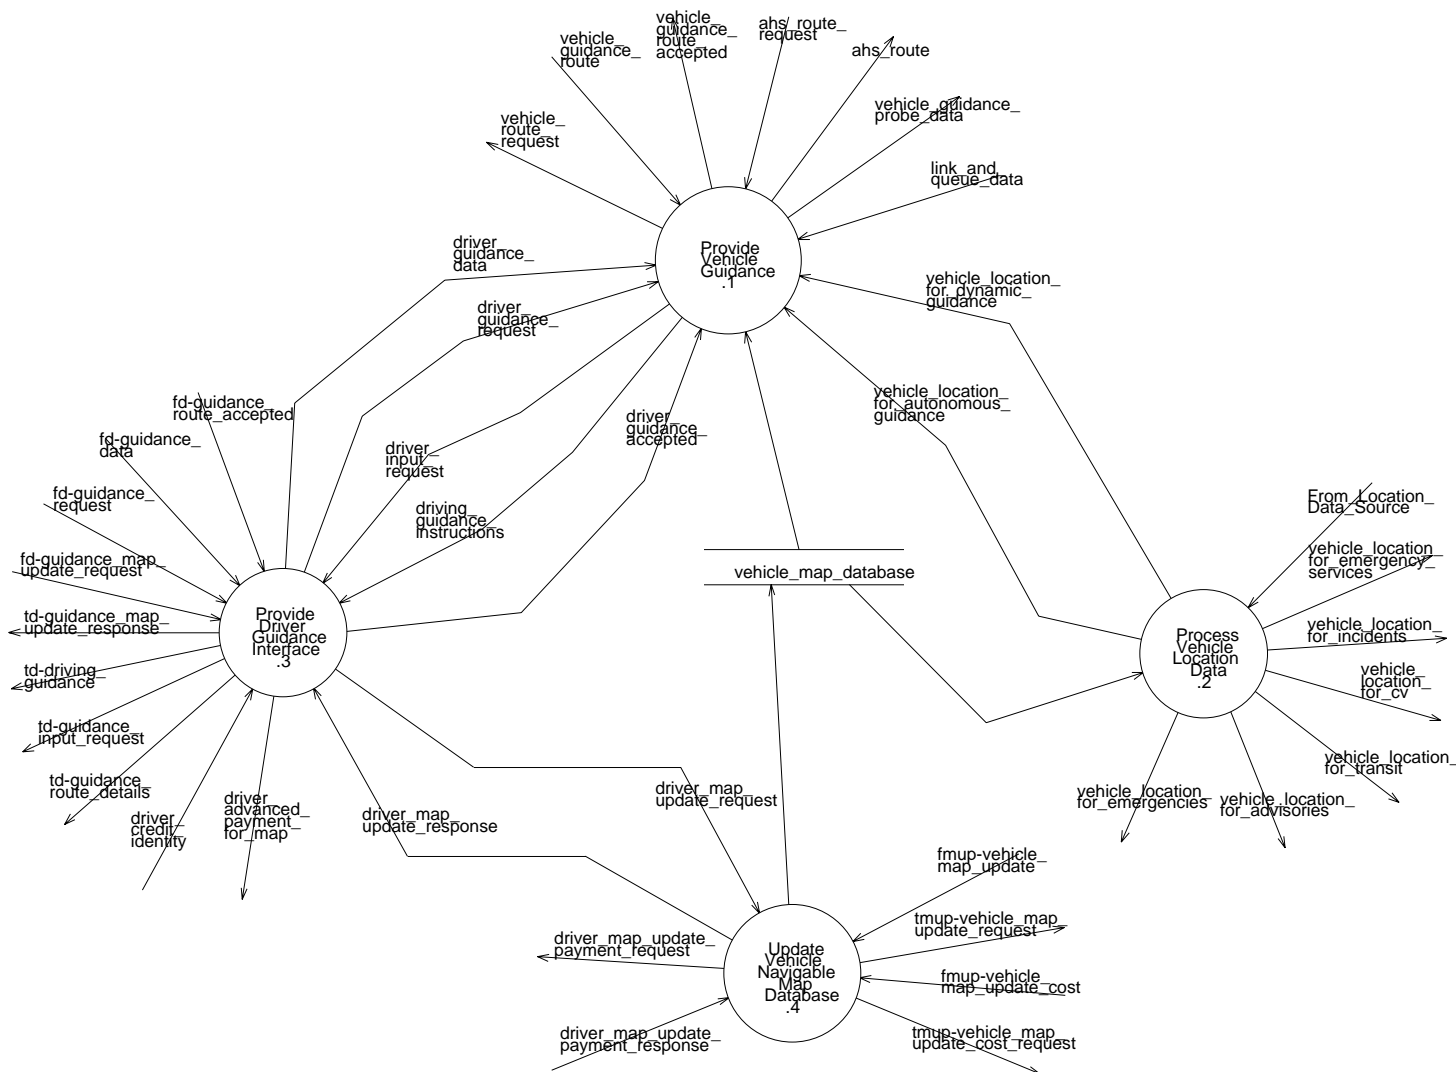 vehicle_
guidance_
route_
accepted
ahs_route_
request
vehicle_
guidance_
route
ahs_route
vehicle_guidance_
probe_data
vehicle_
route_
request
link_and_
queue_data
driver_
guidance_
data
Provide
Vehicle
Guidance
.1
vehicle_location_
for_dynamic_
guidance
driver_
guidance_
request
vehicle_location_
for_autonomous_
guidance
fd-guidance_
route_accepted
driver_
guidance_
accepted
fd-guidance_
data
driver_
input_
request
fd-guidance_
request
From_Location_
Data_Source
driving_
guidance_
instructions
vehicle_location_
for_emergency_
services
fd-guidance_map_
update_request
vehicle_map_database
td-guidance_map_
update_response
Provide
Driver
Guidance
Interface
.3
Process
Vehicle
Location
Data
.2
vehicle_location_
for_incidents
td-driving_
guidance
vehicle_
location_
for_cv
td-guidance_
input_request
vehicle_location_
for_transit
td-guidance_
route_details
driver_
advanced_
payment_
for_map
driver_
credit_
identity
driver_map_
update_response
driver_map_
update_request
vehicle_location_
for_emergencies
vehicle_location_
for_advisories
fmup-vehicle_
map_update
tmup-vehicle_map_
update_request
driver_map_update_
payment_request
Update
Vehicle
Navigable
Map
Database
.4
fmup-vehicle_
map_update_cost
driver_map_update_
payment_response
tmup-vehicle_map_
update_cost_request